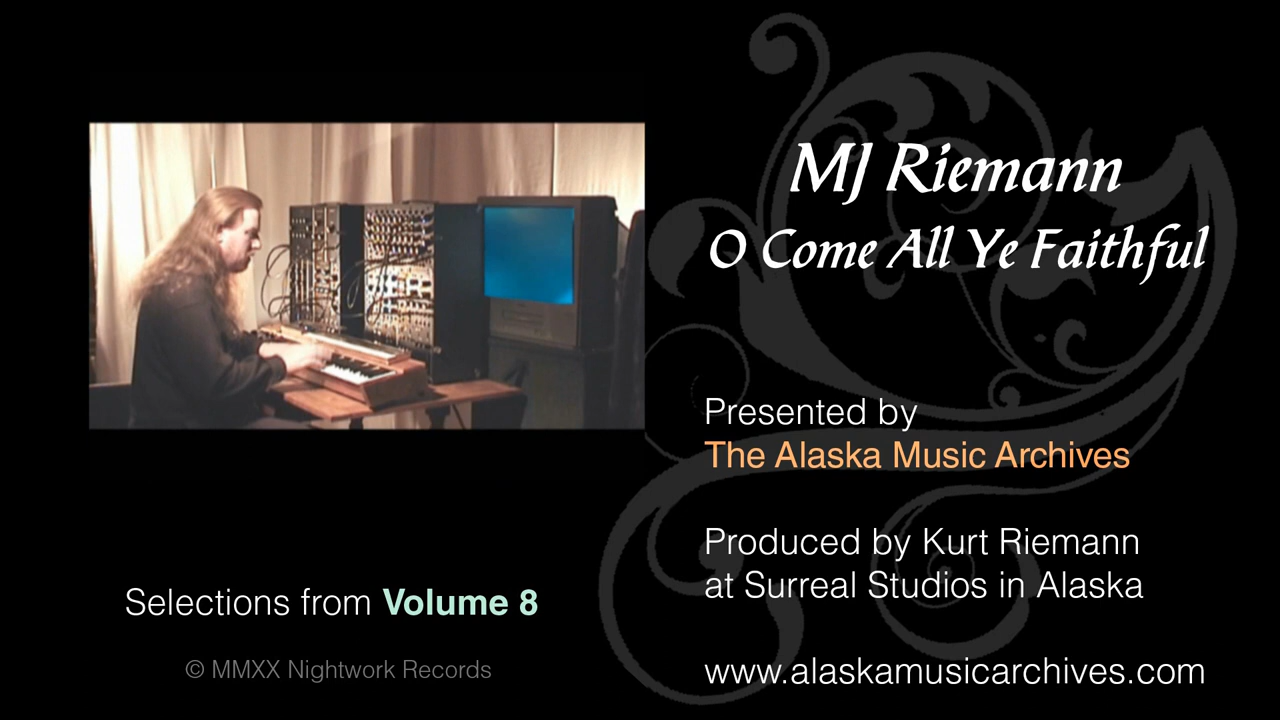 MJ Riemann
O Come All Ye Faithful
Presented by
The Alaska Music Archives
Produced by Kurt Riemann
at Surreal Studios in Alaska
www.alaskamusicarchives.com
Selections from Volume 8
© MMXX Nightwork Records